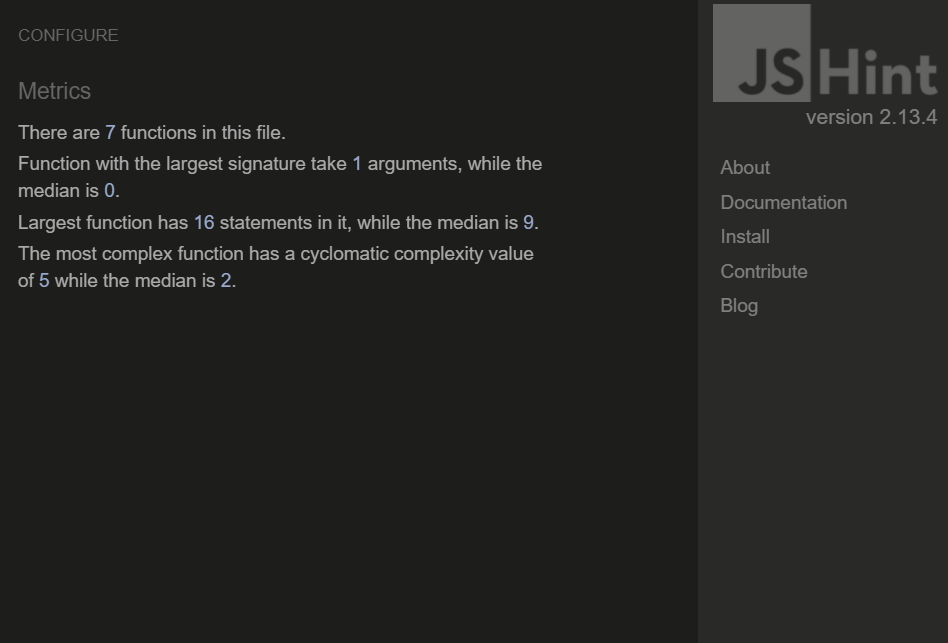 CONFIGURE
Metrics
There are 7 functions in this file.
Function with the largest signature take 1 arguments, while the
median is 0.
Largest function has 16 statements in it, while the median is 9.
The most complex function has a cyclomatic complexity value
of 5 while the median is 2.
JSHint
version 2.13.4
About
Documentation
Install
Contribute
Blog